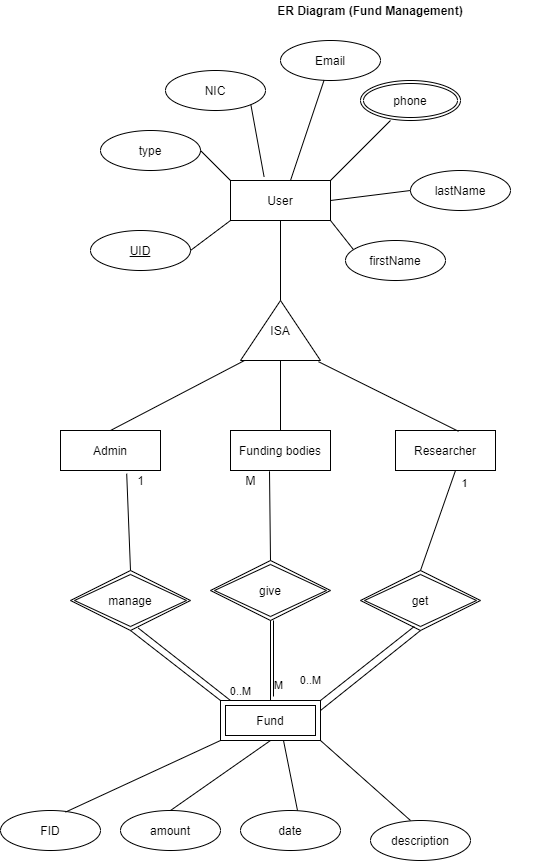 ER Diagram (Fund Management)
Email
NIC
phone
type
lastName
User
UID
firstName
ISA
Admin
Funding bodies
Researcher
1
M
1
manage
give
get
0..M
M
0..M
Fund
FID
amount
date
description